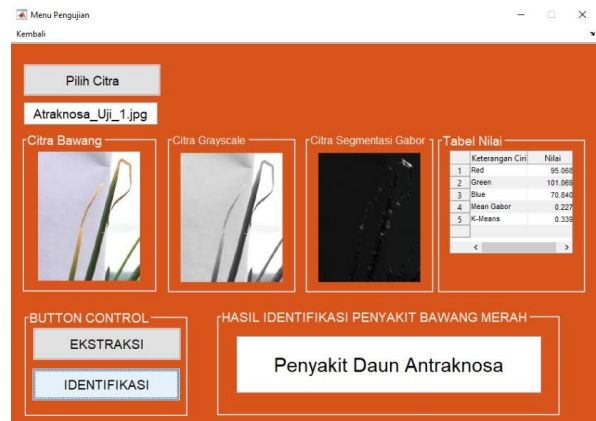 Menu Pengujian
Kembali
Pilih Citra
Atraknosa_Uji_1.jpg
Citra Bawang
Citra Grayscale
Citra Segmentasi Gabor
Tabel Nilai
Keterangan Ciri Nilai
1 Red 95.068
2 Green 101.069
3 Blue 70.840
4 Mean Gabor 0.227
5 K-Means 0.339
BUTTON CONTROL
EKSTRAKSI
IDENTIFIKASI
HASIL IDENTIFIKASI PENYAKIT BAWANG MERAH
Penyakit Daun Antraknosa